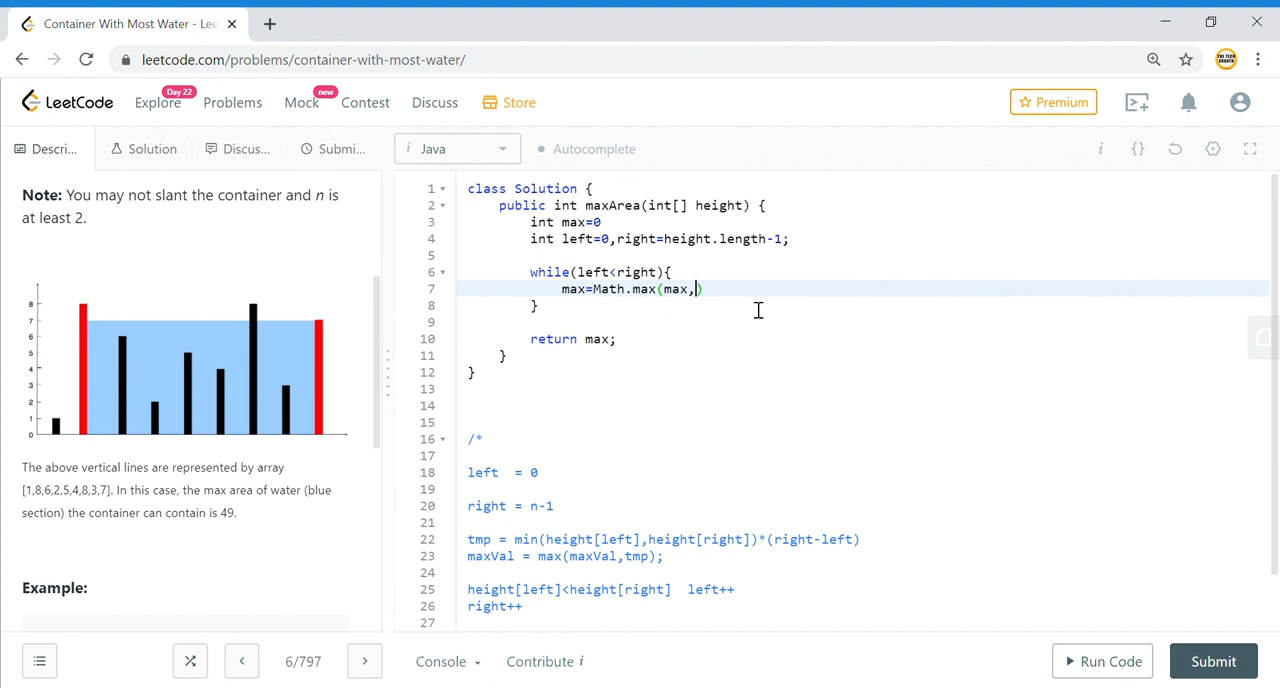 Container With Most Water - Lee
leetcode.com/problems/container-with-most-water/
THE TECH GRANTH
LeetCode
Explore
Day 22
Problems
Mock
new
Contest
Discuss
Store
Premium
Descri...
Solution
Discus...
Submi...
i Java
Autocomplete
i {}
Note: You may not slant the container and n is
at least 2.
8
7
6
5
4
3
2
1
0
The above vertical lines are represented by array
[1,8,6,2,5,4,8,3,7]. In this case, the max area of water (blue
section) the container can contain is 49.
Example:
1 class Solution {
2 public int maxArea(int[] height) {
3 int max=0
4 int left=0,right=height.length-1;
5
6 while(left<right){
7 max=Math.max(max,)
8 }
9
10 return max;
11 }
12 }
13
14
15
16 /*
17
18 left = 0
19
20 right = n-1
21
22 tmp = min(height[left],height[right])*(right-left)
23 maxVal = max(maxVal,tmp);
24
25 height[left]<height[right] left++
26 right++
27
6/797
Console
Contribute i
Run Code
Submit